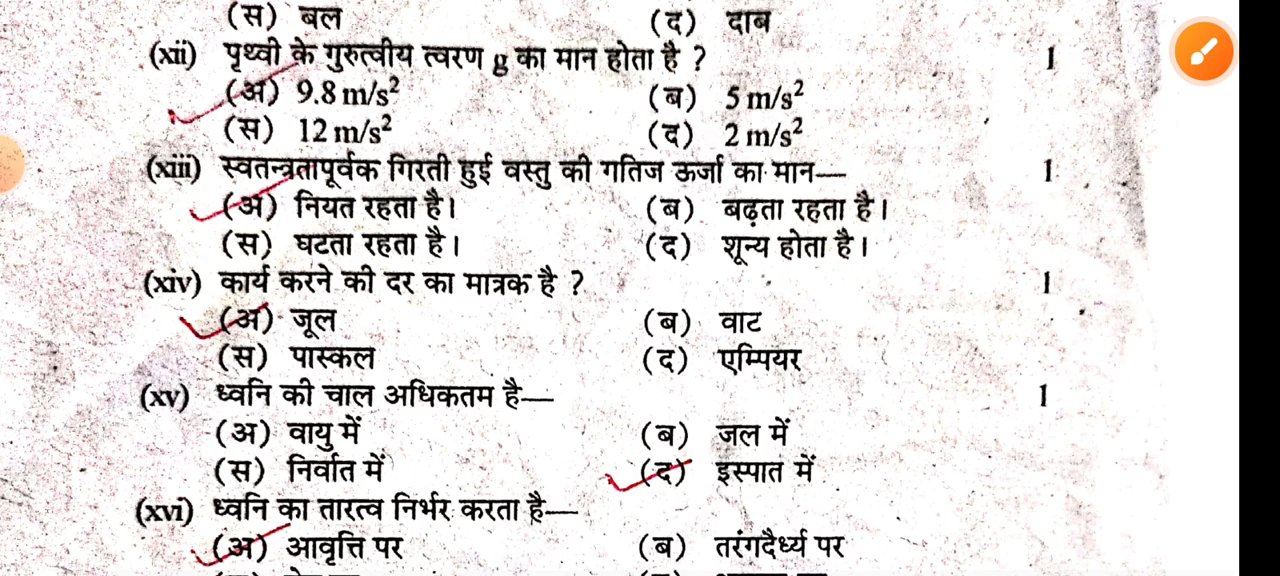 (स) बल (द) दाब
(xii) पृथ्वी के गुरुत्वीय त्वरण g का मान होता है ? 1
(अ) 9.8 m/s² (ब) 5 m/s²
(स) 12 m/s² (द) 2 m/s²
(xiii) स्वतन्त्रतापूर्वक गिरती हुई वस्तु की गतिज ऊर्जा का मान— 1
(अ) नियत रहता है। (ब) बढ़ता रहता है।
(स) घटता रहता है। (द) शून्य होता है।
(xiv) कार्य करने की दर का मात्रक है ? 1
(अ) जूल (ब) वाट
(स) पास्कल (द) एम्पियर
(xv) ध्वनि की चाल अधिकतम है— 1
(अ) वायु में (ब) जल में
(स) निर्वात में (द) इस्पात में
(xvi) ध्वनि का तारत्व निर्भर करता है—
(अ) आवृत्ति पर (ब) तरंगदैर्ध्य पर